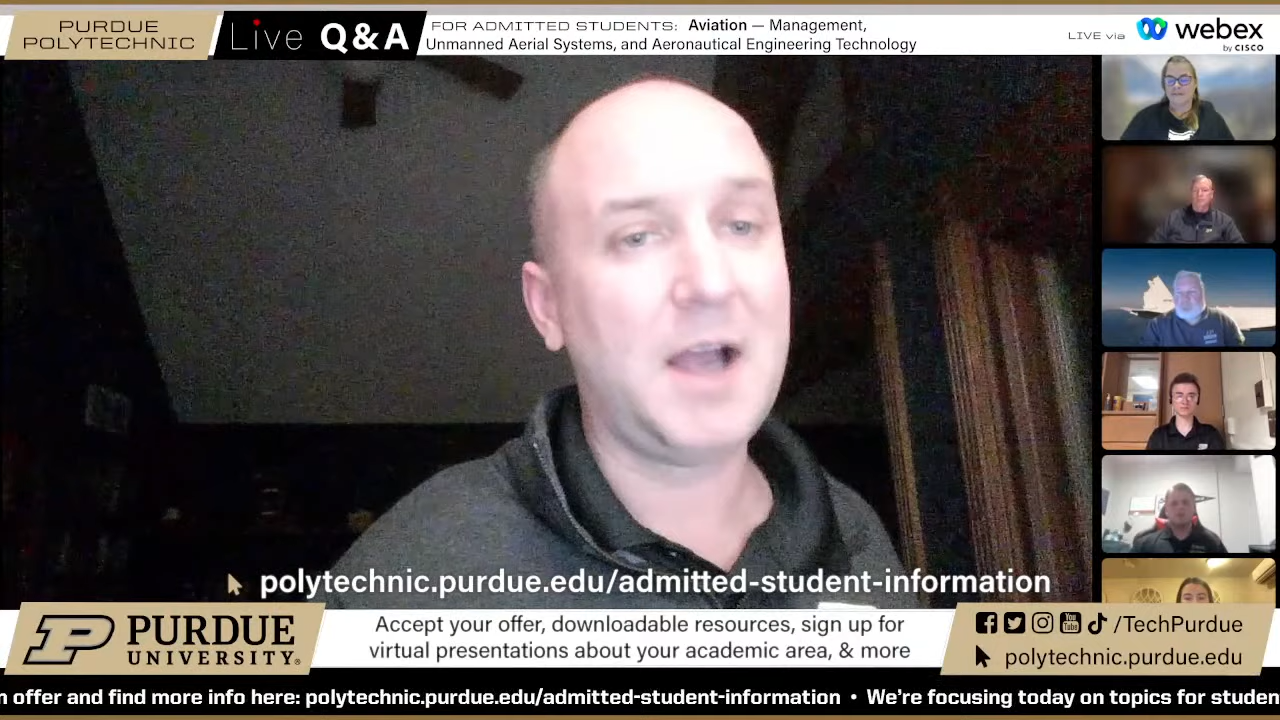 PURDUE
POLYTECHNIC
Live Q&A
FOR ADMITTED STUDENTS: Aviation — Management,
Unmanned Aerial Systems, and Aeronautical Engineering Technology
LIVE via webex
by CISCO
polytechnic.purdue.edu/admitted-student-information
P PURDUE
UNIVERSITY®
Accept your offer, downloadable resources, sign up for
virtual presentations about your academic area, & more
You
Tube
/TechPurdue
polytechnic.purdue.edu
n offer and find more info here: polytechnic.purdue.edu/admitted-student-information • We're focusing today on topics for studen